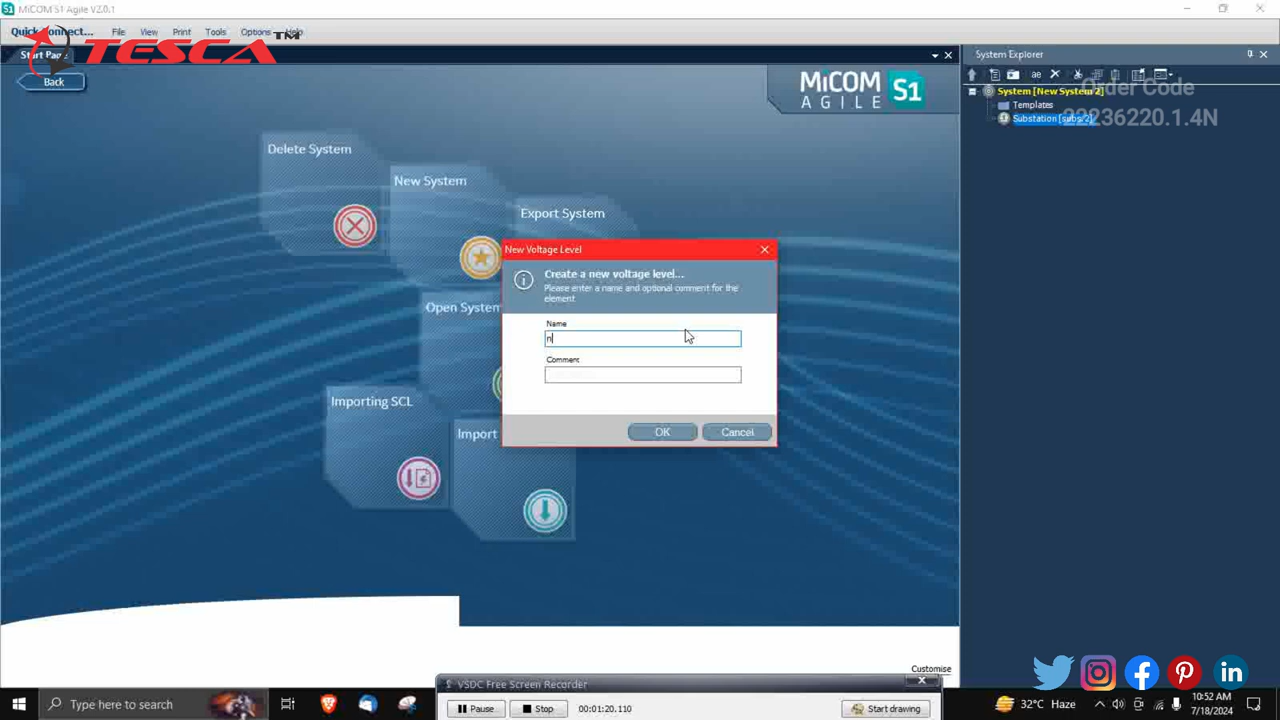 MiCOM S1 Agile V2.0.1
Quick Connect... File View Print Tools Options Help
TESCA™
Start Page
System Explorer
Back
MiCOM
AGILE S1
ae
Order Code
22236220.1.4N
System [New System 2]
Templates
Substation [subs 2]
Delete System
New System
Export System
New Voltage Level
Create a new voltage level...
Please enter a name and optional comment for the
element
Name
n
Open System
Comment
Importing SCL
Import
OK
Cancel
Customise
VSDC Free Screen Recorder
Pause
Stop
00:01:20.110
Start drawing
Type here to search
32°C Haze
10:52 AM
7/18/2024